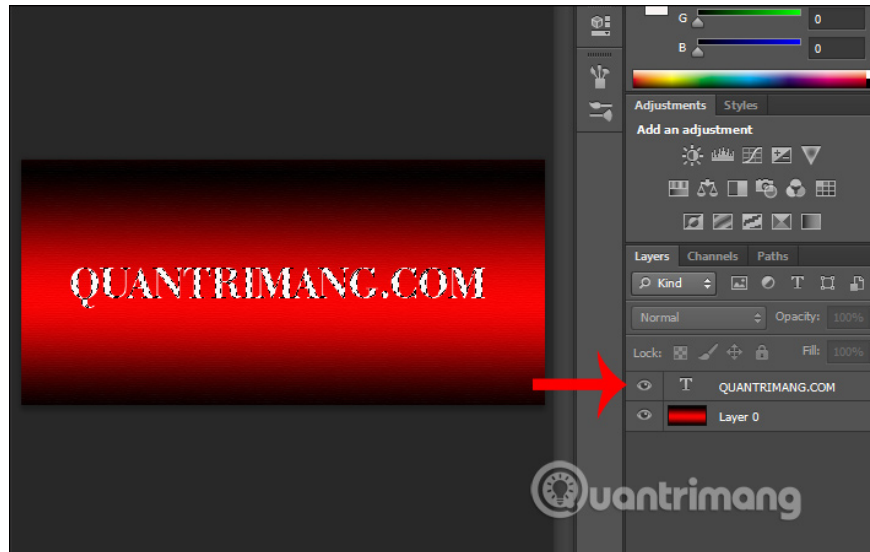 G 0
B 0
Adjustments Styles
Add an adjustment
QUANTRIMANG.COM
Layers Channels Paths
Kind T
Normal Opacity: 100%
Lock: Fill: 100%
T QUANTRIMANG.COM
Layer 0
Quantrimang